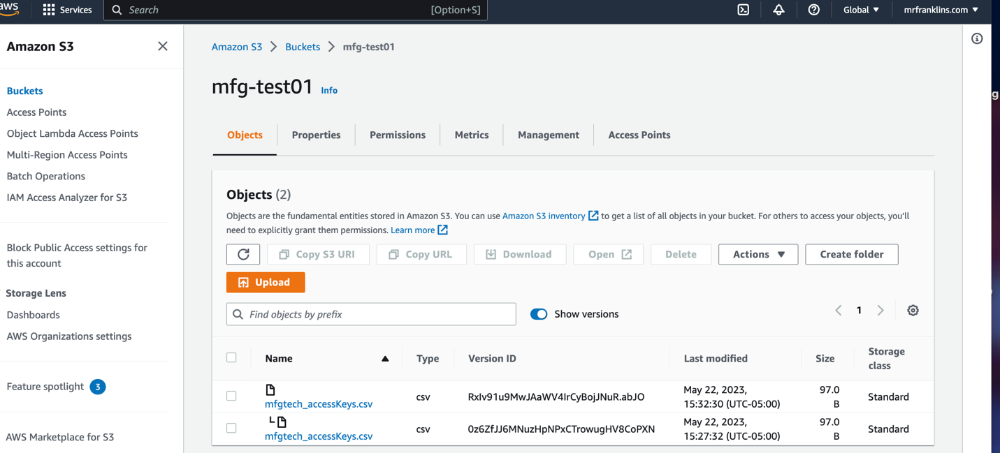 aws
Services
Search
[Option+S]
Global ▼
mrfranklins.com ▼
Amazon S3
Buckets
Access Points
Object Lambda Access Points
Multi-Region Access Points
Batch Operations
IAM Access Analyzer for S3
Block Public Access settings for
this account
Storage Lens
Dashboards
AWS Organizations settings
Feature spotlight 3
AWS Marketplace for S3
Amazon S3 > Buckets > mfg-test01
mfg-test01 Info
Objects
Properties
Permissions
Metrics
Management
Access Points
Objects (2)
Objects are the fundamental entities stored in Amazon S3. You can use Amazon S3 inventory to get a list of all objects in your bucket. For others to access your objects, you'll
need to explicitly grant them permissions. Learn more
Copy S3 URI
Copy URL
Download
Open
Delete
Actions ▼
Create folder
Upload
Find objects by prefix
Show versions
1
Name ▲
Type
Version ID
Last modified
Size
Storage
class
mfgtech_accessKeys.csv
csv
RxIv91u9MwJAaWV4IrCyBojJNuR.abJO
May 22, 2023,
15:32:30 (UTC-05:00)
97.0
B
Standard
mfgtech_accessKeys.csv
csv
0z6ZfJJ6MNuzHpNPxCTrowugHV8CoPXN
May 22, 2023,
15:27:32 (UTC-05:00)
97.0
B
Standard
g